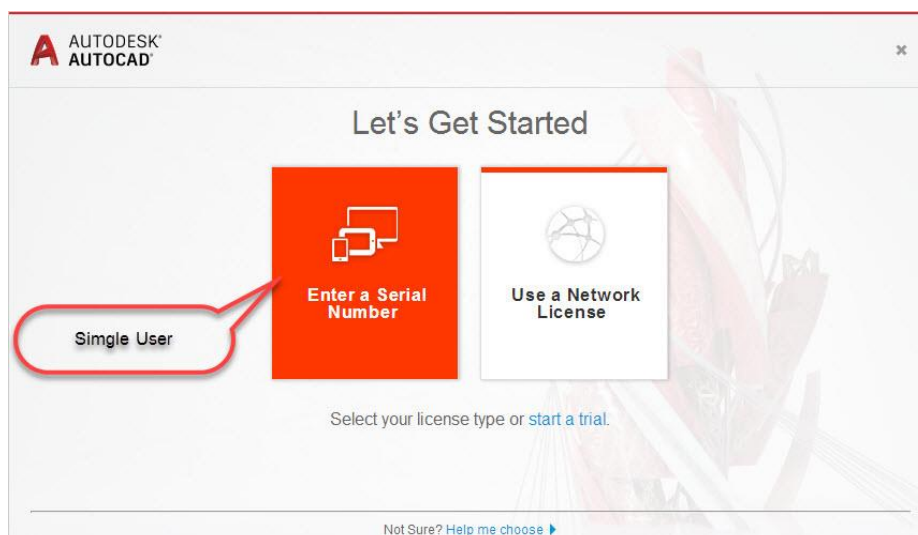 AUTODESK®
AUTOCAD®
Let's Get Started
Enter a Serial
Number
Use a Network
License
Simgle User
Select your license type or start a trial.
Not Sure? Help me choose